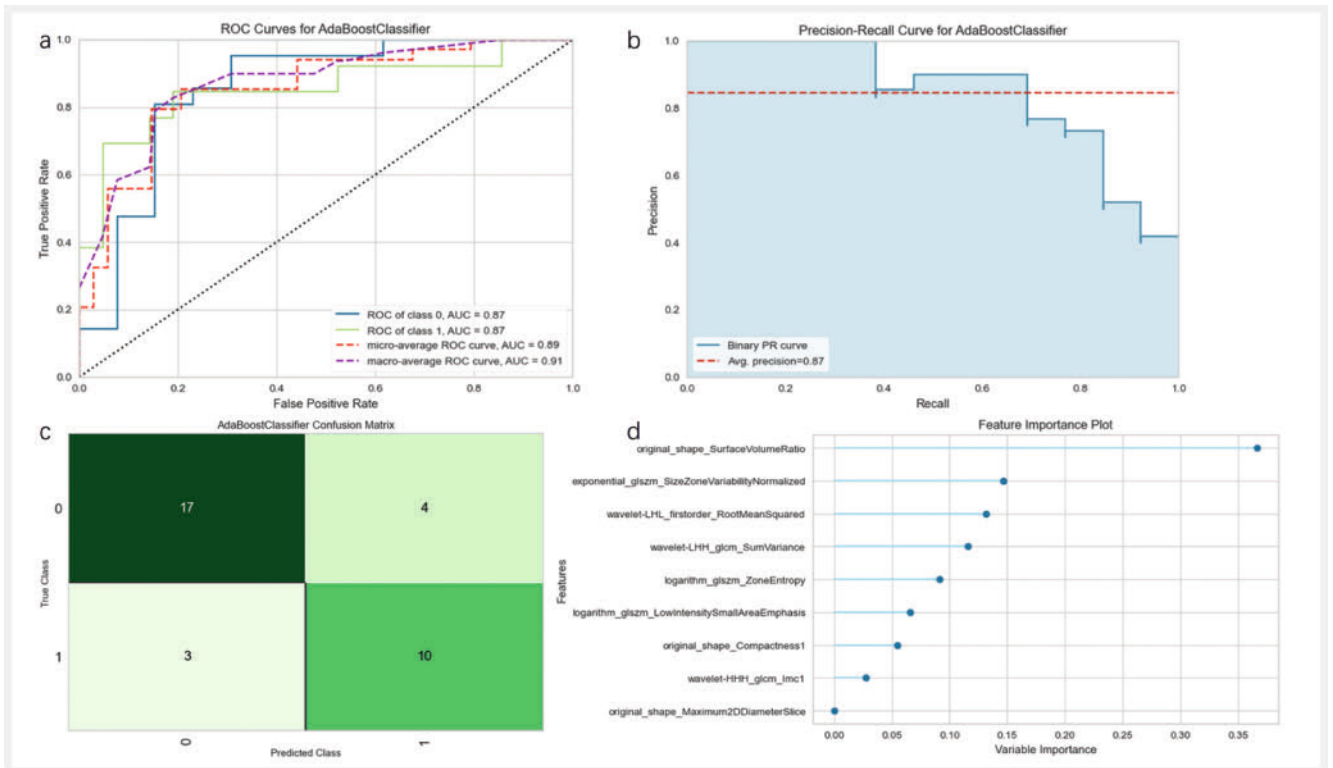 a
ROC Curves for AdaBoostClassifier
1.0
0.8
0.6
0.4
0.2
0.0
True Positive Rate
ROC of class 0, AUC = 0.87
ROC of class 1, AUC = 0.87
micro-average ROC curve, AUC = 0.89
macro-average ROC curve, AUC = 0.91
0.0 0.2 0.4 0.6 0.8 1.0
False Positive Rate
b
Precision-Recall Curve for AdaBoostClassifier
1.0
0.8
0.6
0.4
0.2
0.0
Precision
Binary PR curve
Avg. precision=0.87
0.0 0.2 0.4 0.6 0.8 1.0
Recall
c
AdaBoostClassifier Confusion Matrix
True Class
0
17 4
1
3 10
0 1
Predicted Class
d
Feature Importance Plot
Features
original_shape_SurfaceVolumeRatio
exponential_glszm_SizeZoneVariabilityNormalized
wavelet-LHL_firstorder_RootMeanSquared
wavelet-LHH_glcm_SumVariance
logarithm_glszm_ZoneEntropy
logarithm_glszm_LowIntensitySmallAreaEmphasis
original_shape_Compactness1
wavelet-HHH_glcm_Imc1
original_shape_Maximum2DDiameterSlice
0.00 0.05 0.10 0.15 0.20 0.25 0.30 0.35
Variable Importance